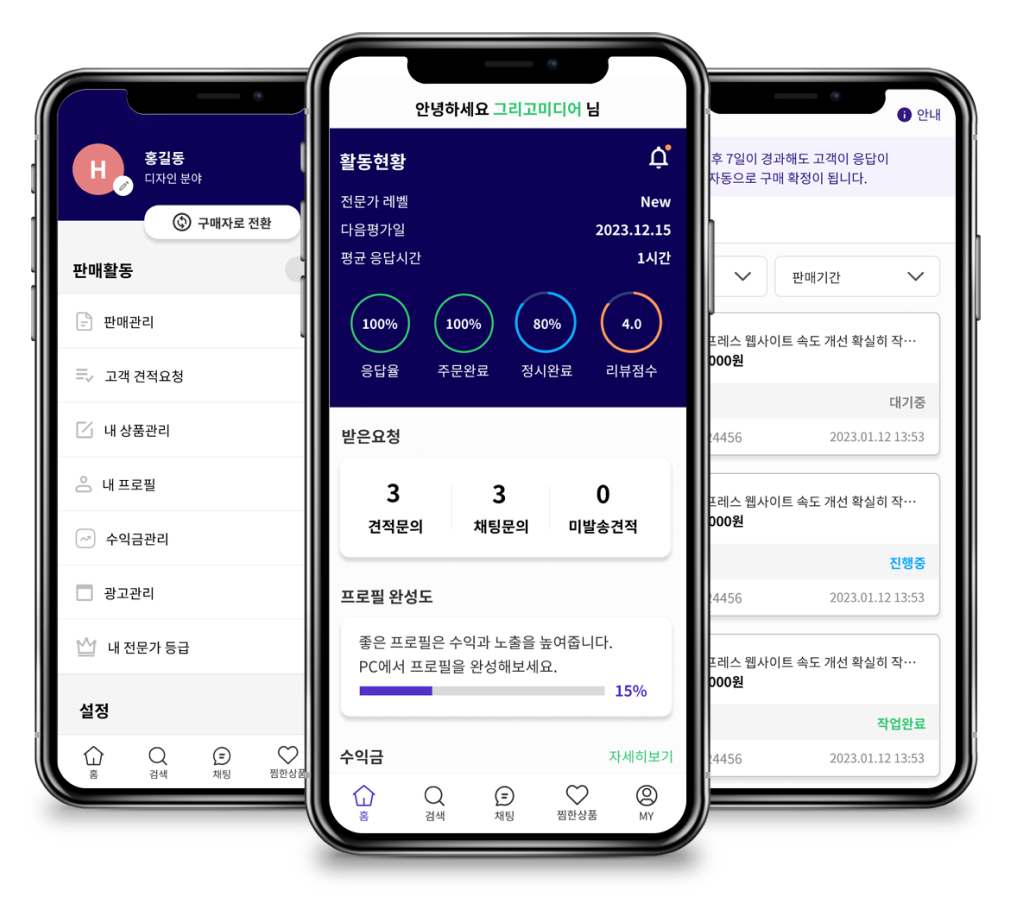 H
홍길동
디자인 분야
구매자로 전환
판매활동
판매관리
고객 견적요청
내 상품관리
내 프로필
수익금관리
광고관리
내 전문가 등급
설정
홈 검색 채팅 찜한상품
안녕하세요 그리고미디어 님
활동현황
전문가 레벨 New
다음평가일 2023.12.15
평균 응답시간 1시간
100% 100% 80% 4.0
응답율 주문완료 정시완료 리뷰점수
받은요청
3 3 0
견적문의 채팅문의 미발송견적
프로필 완성도
좋은 프로필은 수익과 노출을 높여줍니다.
PC에서 프로필을 완성해보세요.
15%
수익금 자세히보기
홈 검색 채팅 찜한상품 MY
안내
후 7일이 경과해도 고객이 응답이
자동으로 구매 확정이 됩니다.
판매기간
프레스 웹사이트 속도 개선 확실히 작···
000원
대기중
24456 2023.01.12 13:53
프레스 웹사이트 속도 개선 확실히 작···
000원
진행중
24456 2023.01.12 13:53
프레스 웹사이트 속도 개선 확실히 작···
000원
작업완료
24456 2023.01.12 13:53